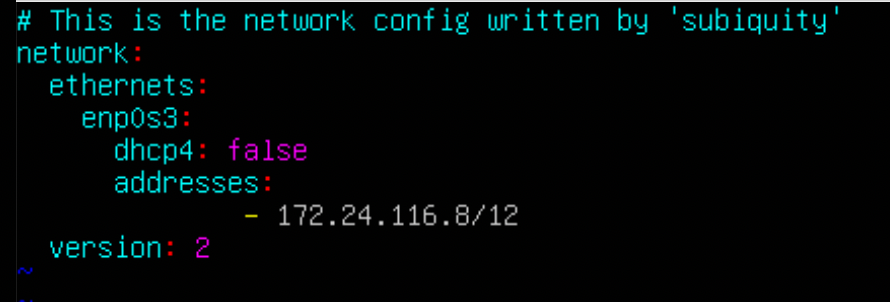 # This is the network config written by 'subiquity'
network:
  ethernets:
    enp0s3:
      dhcp4: false
      addresses:
              - 172.24.116.8/12
  version: 2
~
~